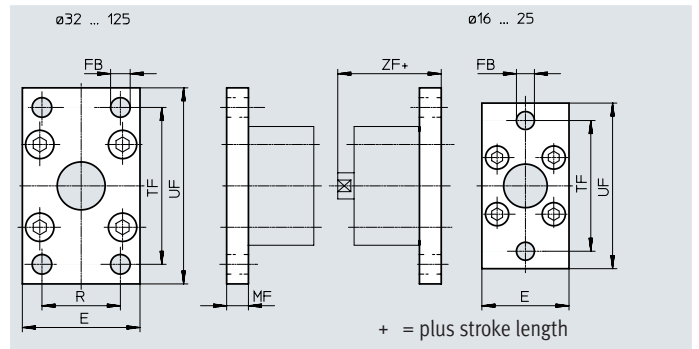 ø32 ... 125
ø16 ... 25
FB
ZF+
FB
TF
UF
TF
UF
R
MF
E
E
+ = plus stroke length